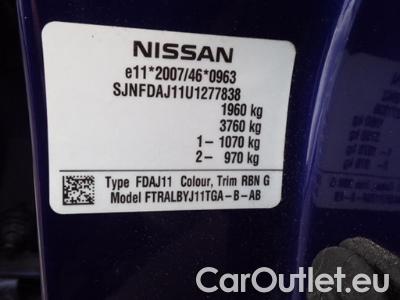 NISSAN
e11*2007/46*0963
SJNFDAJ11U1277838
1960 kg
3760 kg
1- 1070 kg
2- 970 kg
Type FDAJ11 Colour, Trim RBN G
Model FTRALBYJ11TGA-B-AB
CarOutlet.eu